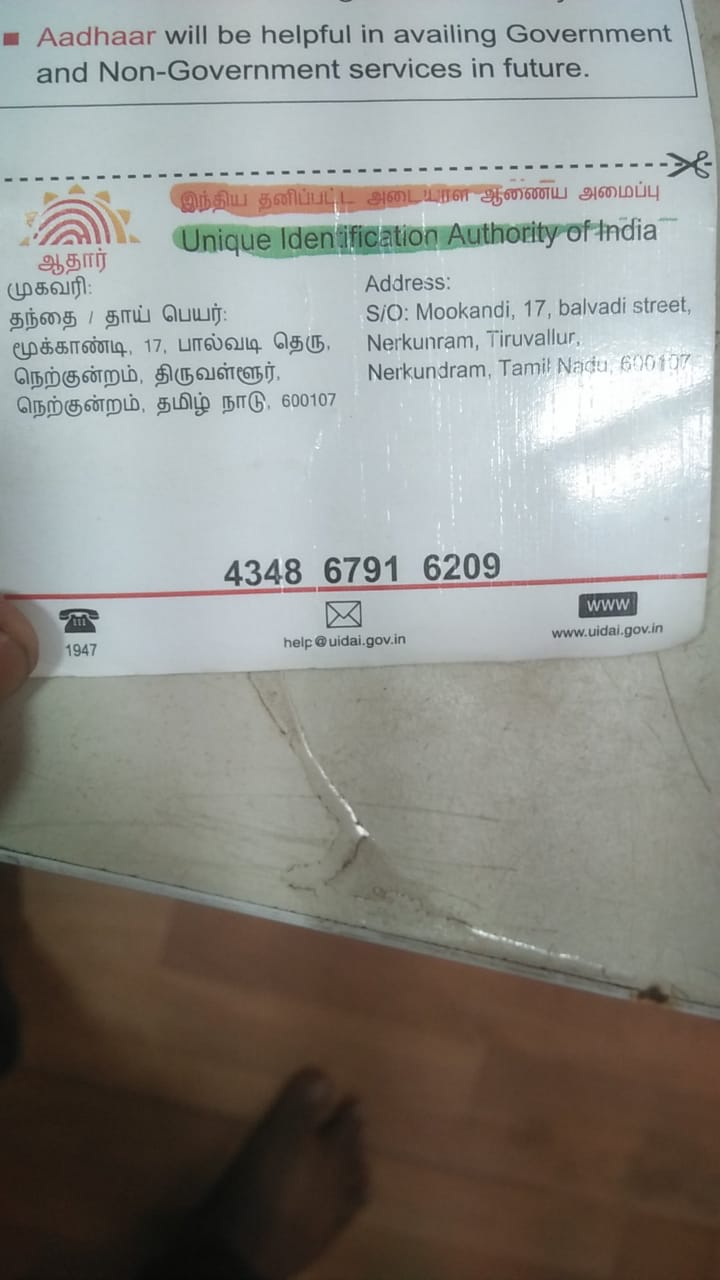 ■ Aadhaar will be helpful in availing Government
and Non-Government services in future.
இந்திய தனிப்பட்ட அடையாள ஆணைய அமைப்பு
Unique Identification Authority of India
ஆதார்
முகவரி:
தந்தை / தாய் பெயர்:
மூக்காண்டி, 17, பால்வடி தெரு,
நெற்குன்றம், திருவள்ளூர்,
நெற்குன்றம், தமிழ் நாடு, 600107
Address:
S/O: Mookandi, 17, balvadi street,
Nerkunram, Tiruvallur,
Nerkundram, Tamil Nadu, 600107
4348 6791 6209
1947
help@uidai.gov.in
WWW
www.uidai.gov.in